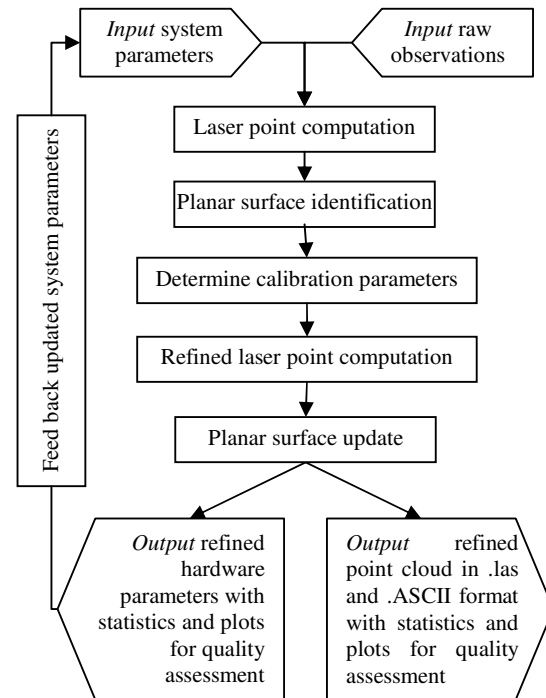 Input system
parameters
Input raw
observations
Laser point computation
Planar surface identification
Determine calibration parameters
Refined laser point computation
Planar surface update
Feed back updated system parameters
Output refined
hardware
parameters with
statistics and plots
for quality
assessment
Output refined
point cloud in .las
and .ASCII format
with statistics and
plots for quality
assessment